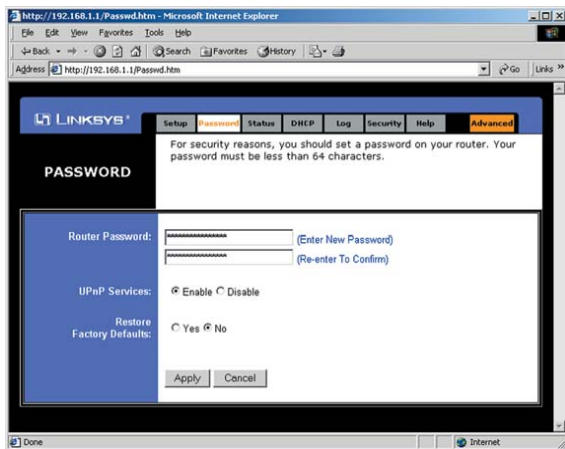 http://192.168.1.1/Passwd.htm - Microsoft Internet Explorer
File Edit View Favorites Tools Help
Back Search Favorites History
Address http://192.168.1.1/Passwd.htm Go Links »
LINKSYS®
Setup Password Status DHCP Log Security Help Advanced
PASSWORD
For security reasons, you should set a password on your router. Your
password must be less than 64 characters.
Router Password: *************** (Enter New Password)
*************** (Re-enter To Confirm)
UPnP Services: Enable Disable
Restore
Factory Defaults: Yes No
Apply Cancel
Done Internet